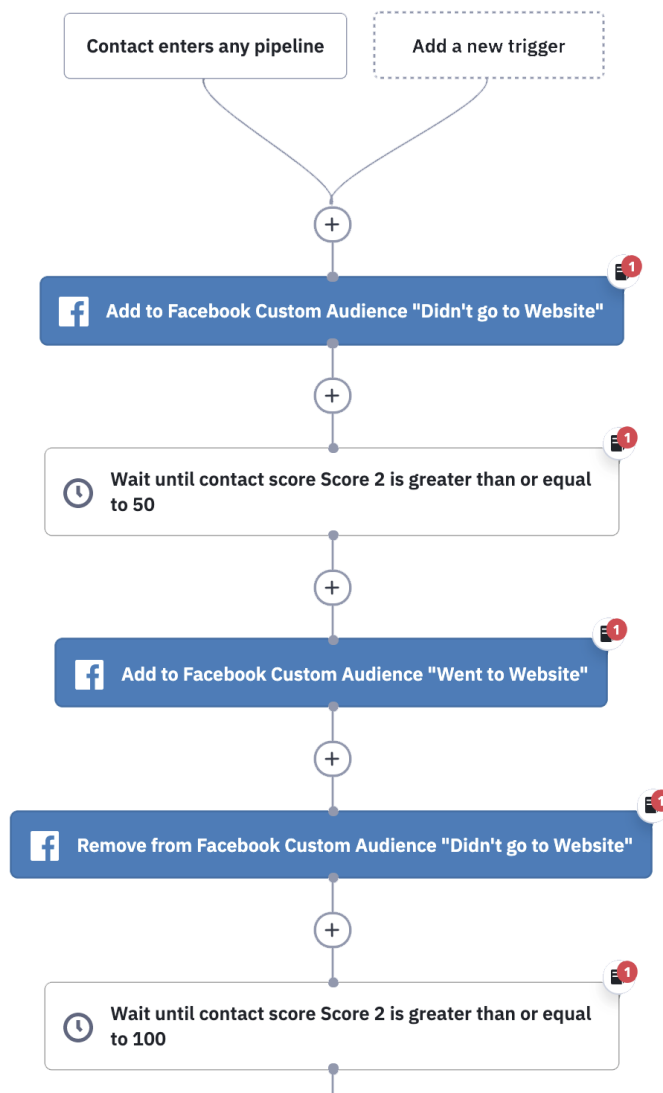 Contact enters any pipeline
Add a new trigger
1
Add to Facebook Custom Audience "Didn't go to Website"
1
Wait until contact score Score 2 is greater than or equal
to 50
1
Add to Facebook Custom Audience "Went to Website"
1
Remove from Facebook Custom Audience "Didn't go to Website"
1
Wait until contact score Score 2 is greater than or equal
to 100